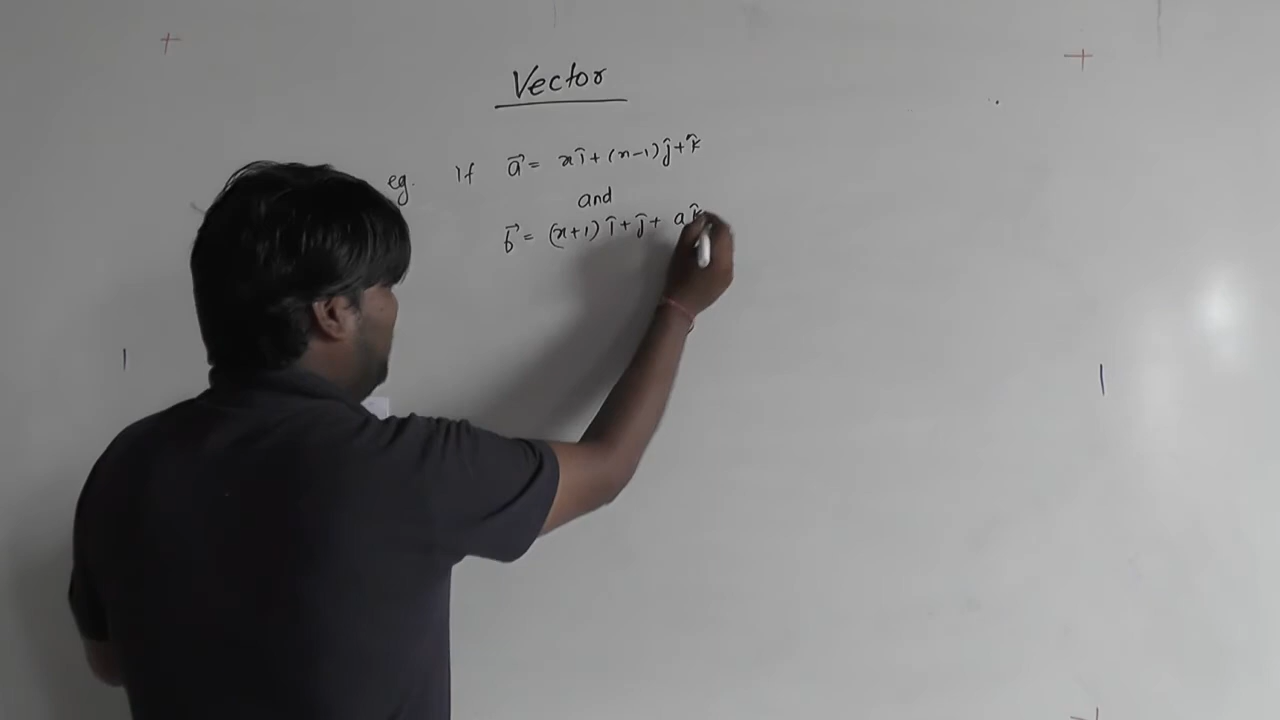 Vector
eg. If a⃗ = xî + (x-1)ĵ + k̂
and
b⃗ = (x+1)î + ĵ + a k̂